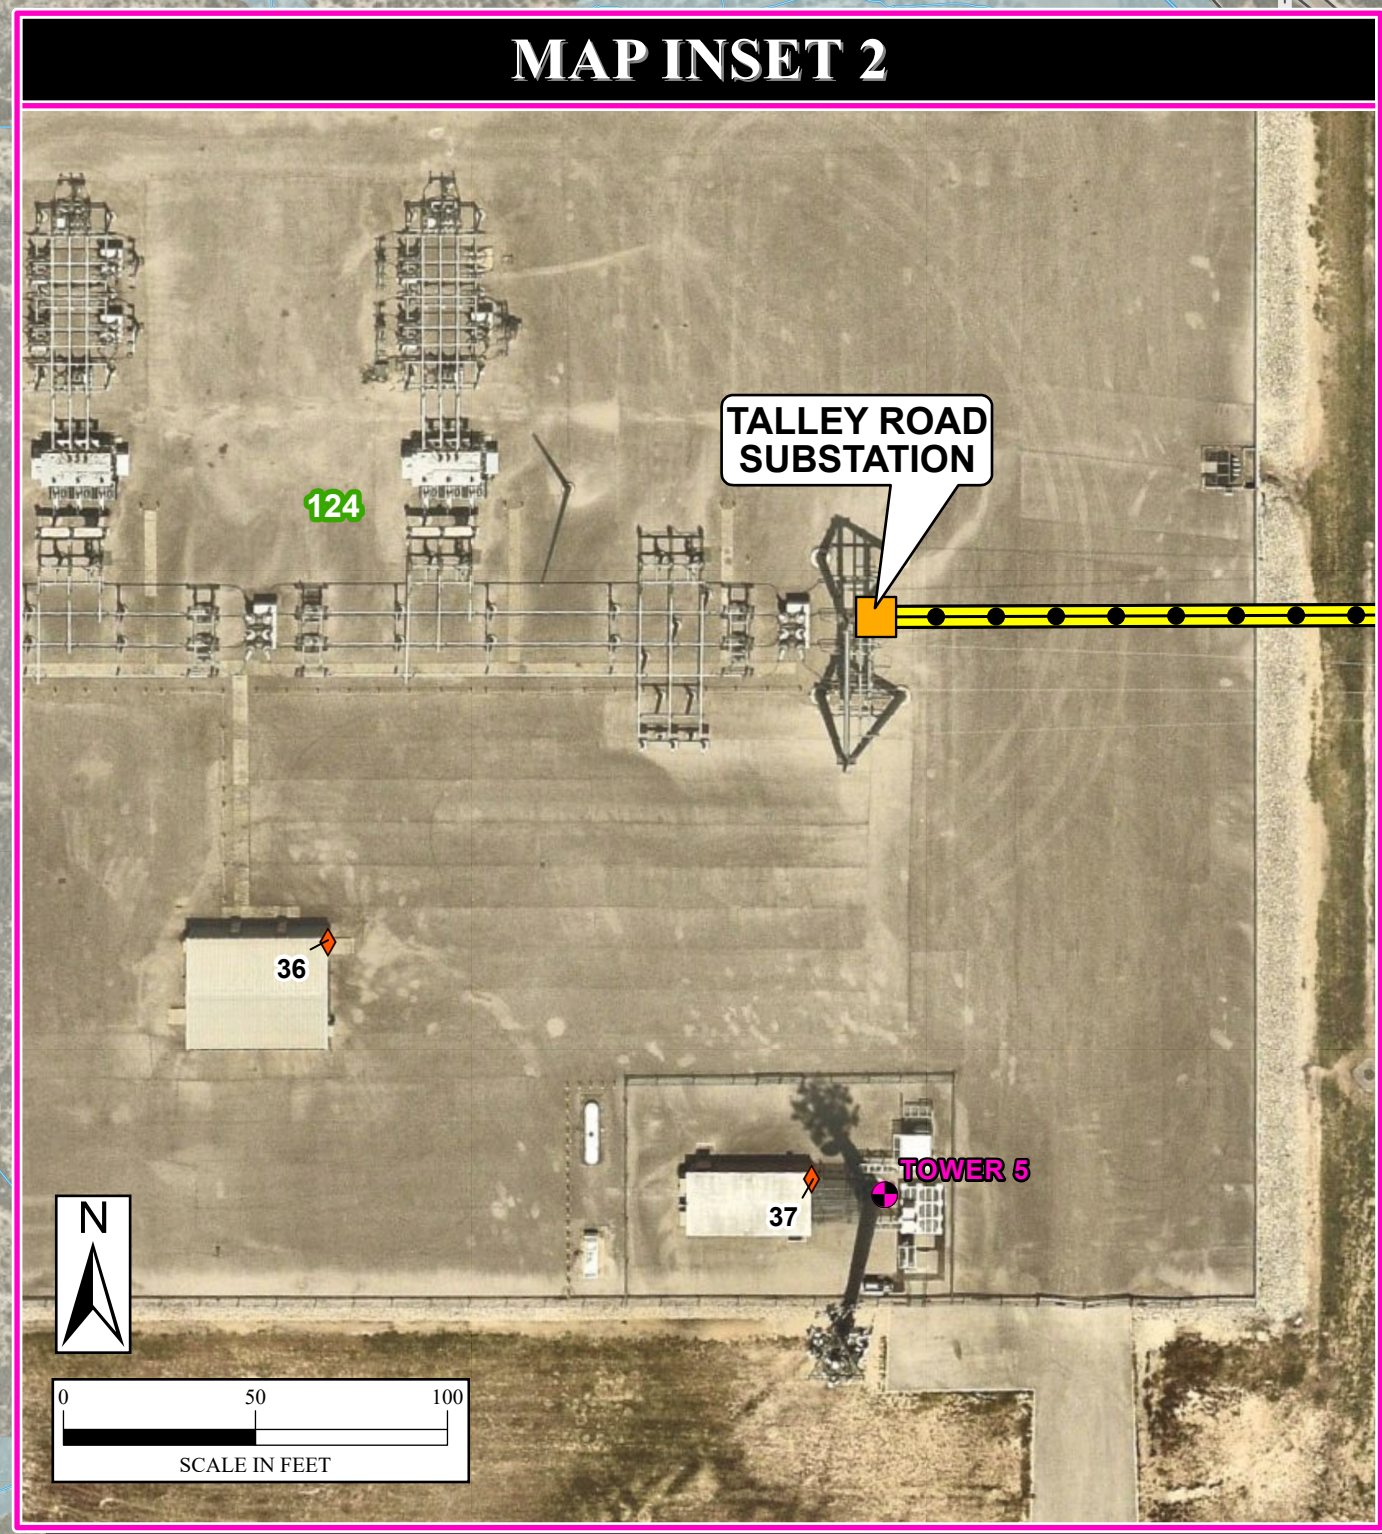 MAP INSET 2
TALLEY ROAD
SUBSTATION
124
36
TOWER 5
37
N
0 50 100
SCALE IN FEET